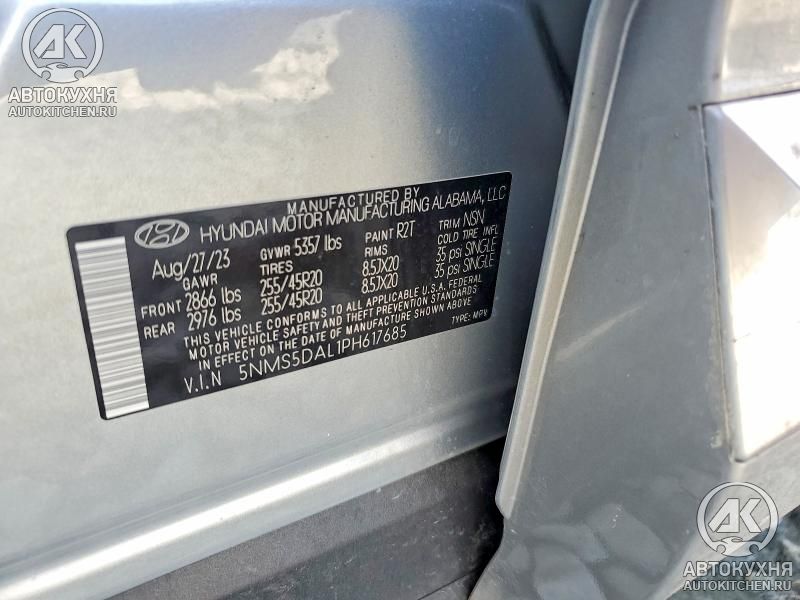 АК
АВТОКУХНЯ
AUTOKITCHEN.RU
MANUFACTURED BY
HYUNDAI MOTOR MANUFACTURING ALABAMA, LLC
Aug/27/23 GVWR 5357 lbs PAINT R2T TRIM NSN
GAWR TIRES RIMS COLD TIRE INFL
FRONT 2866 lbs 255/45R20 8.5JX20 35 psi SINGLE
REAR 2976 lbs 255/45R20 8.5JX20 35 psi SINGLE
THIS VEHICLE CONFORMS TO ALL APPLICABLE U.S.A. FEDERAL
MOTOR VEHICLE SAFETY AND THEFT PREVENTION STANDARDS
IN EFFECT ON THE DATE OF MANUFACTURE SHOWN ABOVE
V.I.N 5NMS5DAL1PH617685 TYPE: MPV
АК
АВТОКУХНЯ
AUTOKITCHEN.RU